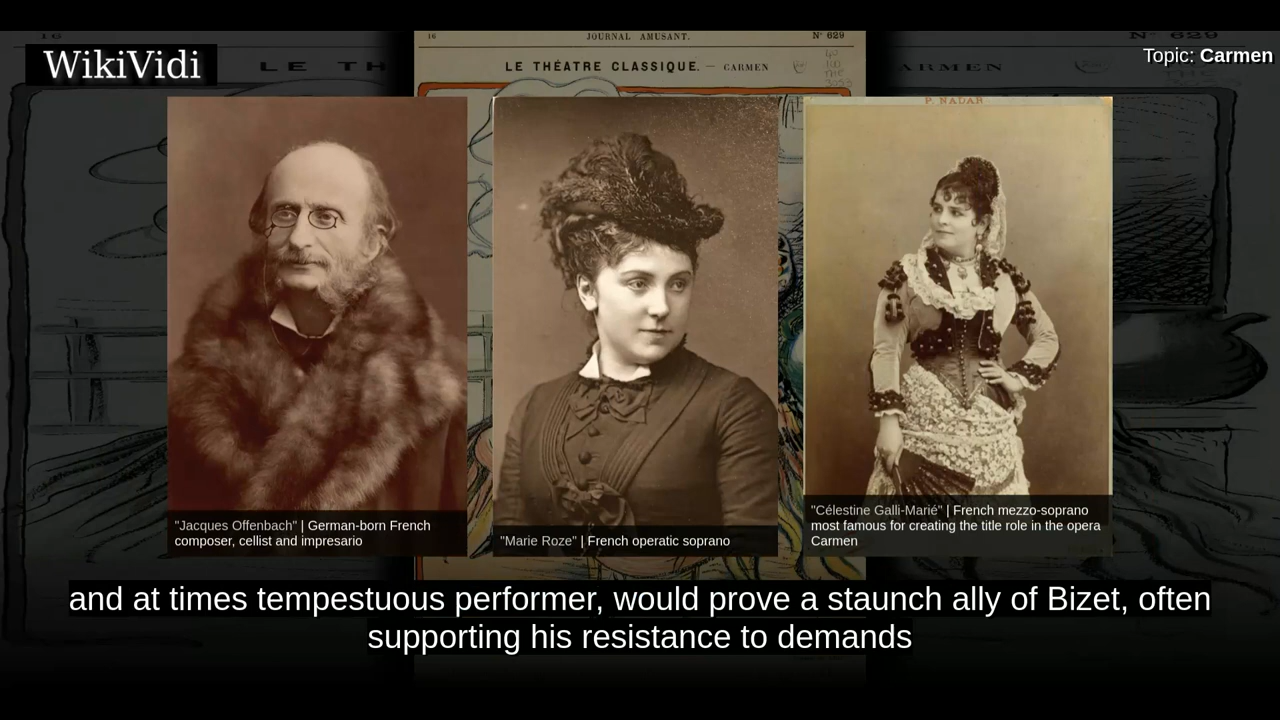 16
JOURNAL AMUSANT.
N° 629
WikiVidi
Topic: Carmen
LE THÉATRE CLASSIQUE. — CARMEN
P. NADAR
"Jacques Offenbach" | German-born French
composer, cellist and impresario
"Marie Roze" | French operatic soprano
"Célestine Galli-Marié" | French mezzo-soprano
most famous for creating the title role in the opera
Carmen
and at times tempestuous performer, would prove a staunch ally of Bizet, often
supporting his resistance to demands